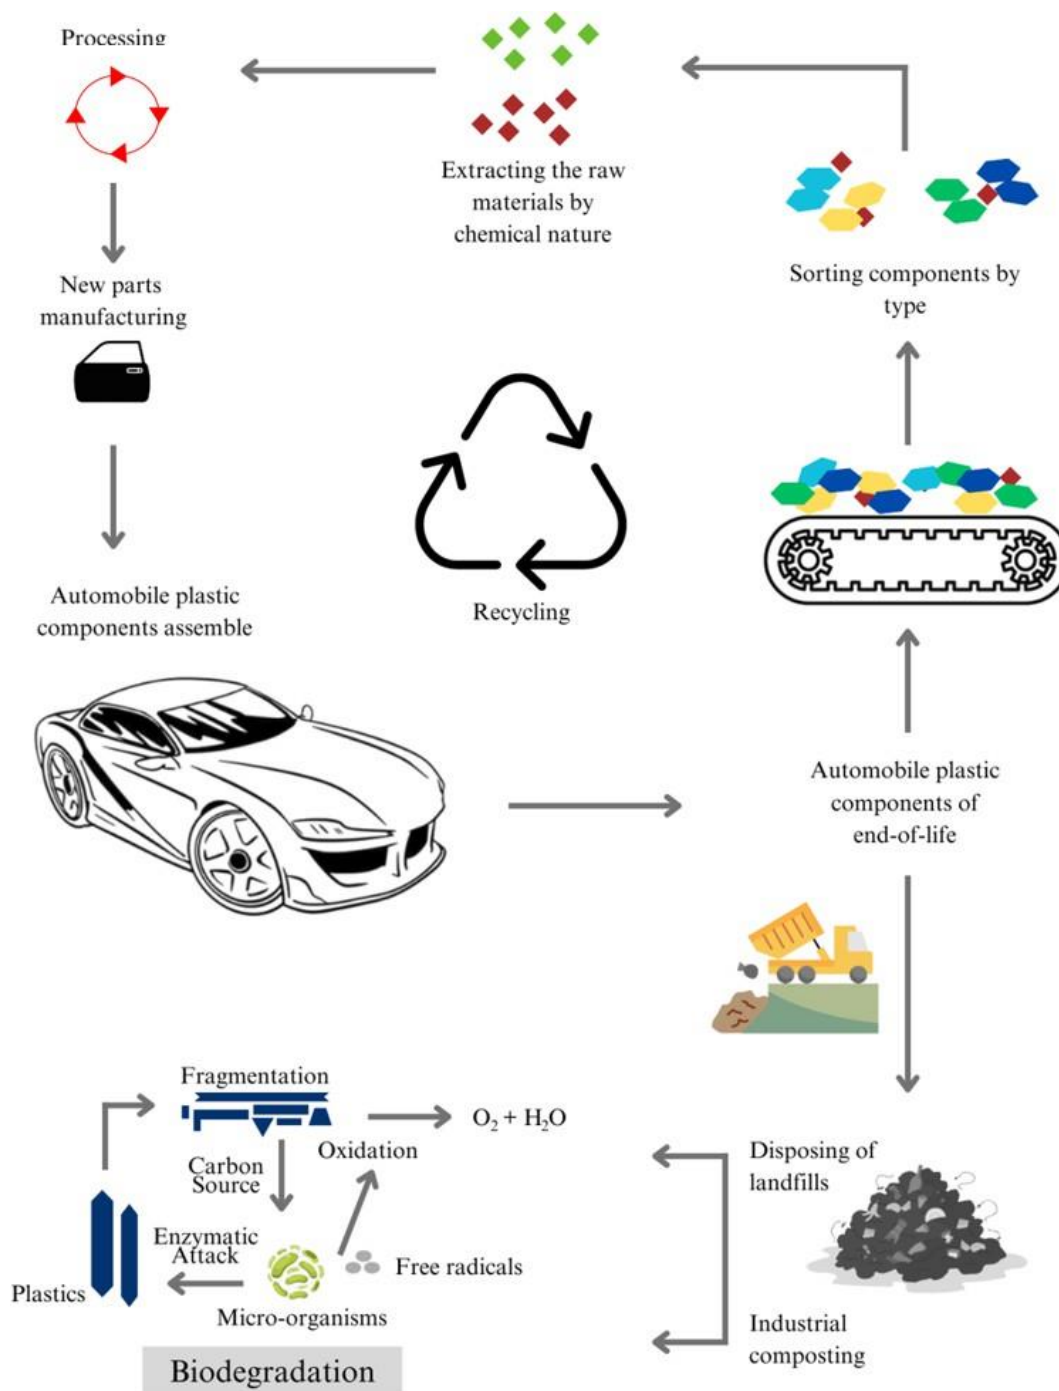 Processing
Extracting the raw
materials by
chemical nature
Sorting components by
type
New parts
manufacturing
Recycling
Automobile plastic
components assemble
Automobile plastic
components of
end-of-life
Fragmentation
O₂ + H₂O
Oxidation
Carbon
Source
Enzymatic
Attack
Free radicals
Plastics
Micro-organisms
Biodegradation
Disposing of
landfills
Industrial
composting